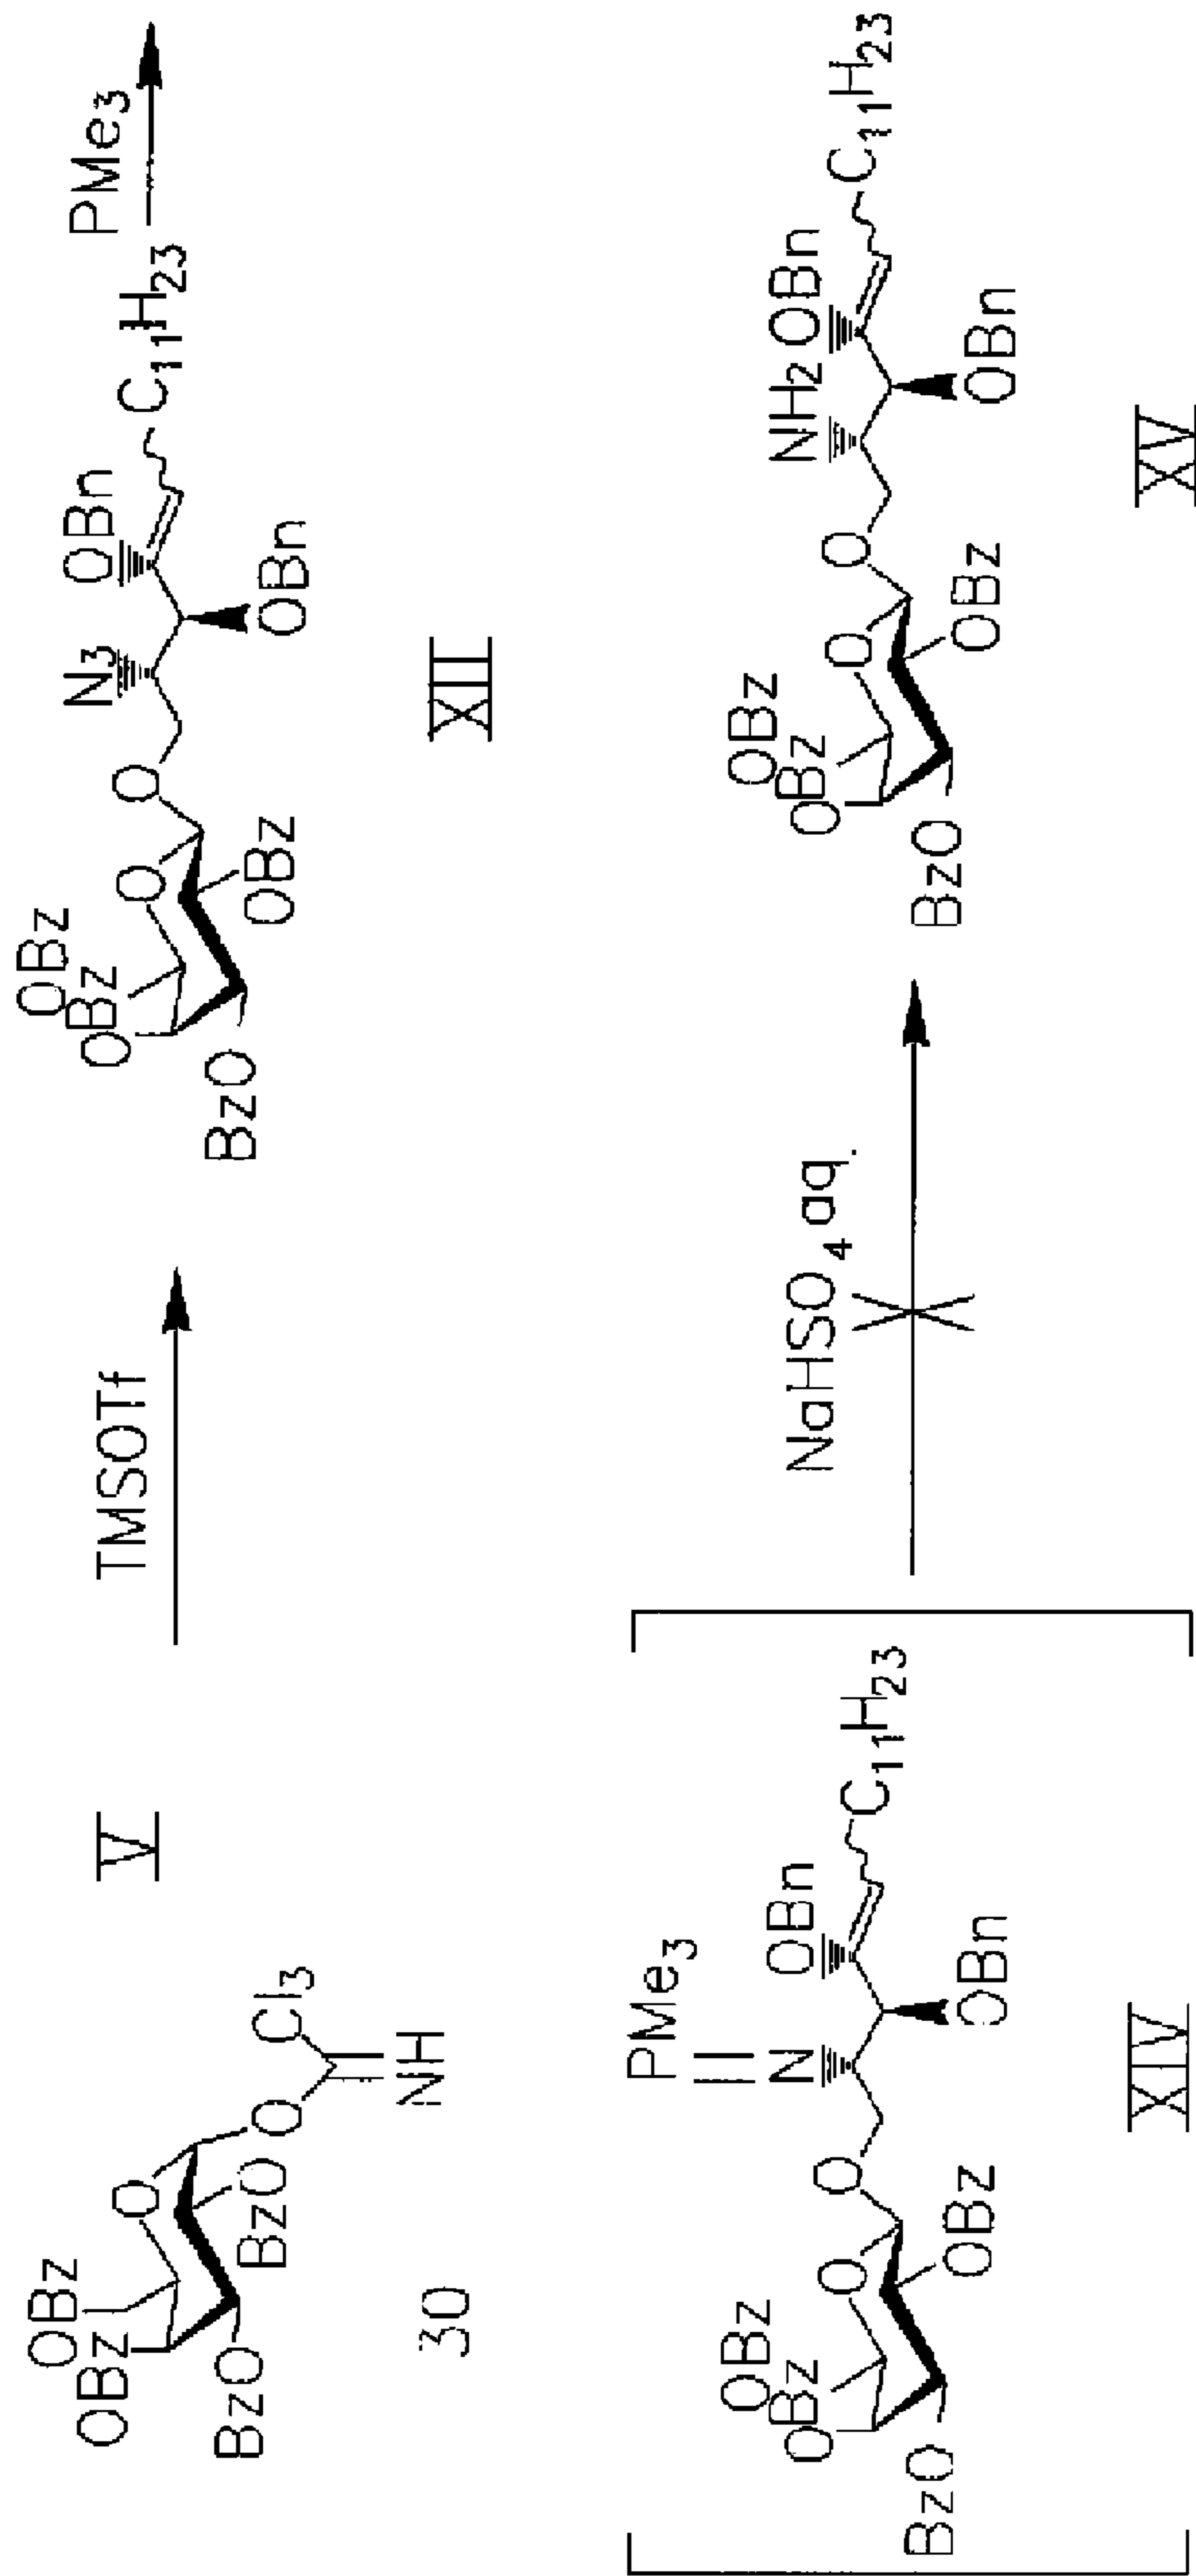 OBz
OBz
BzO
BzO
O
O
CCl₃
NH
30
V
TMSOTf
OBz
OBz
BzO
OBz
O
O
N₃
OBn
OBn
C₁₁H₂₃
XII
PMe₃
PMe₃
N
OBz
OBz
BzO
OBz
O
O
OBn
OBn
C₁₁H₂₃
XIV
NaHSO₄ aq.
OBz
OBz
BzO
OBz
O
O
NH₂
OBn
OBn
C₁₁H₂₃
XV